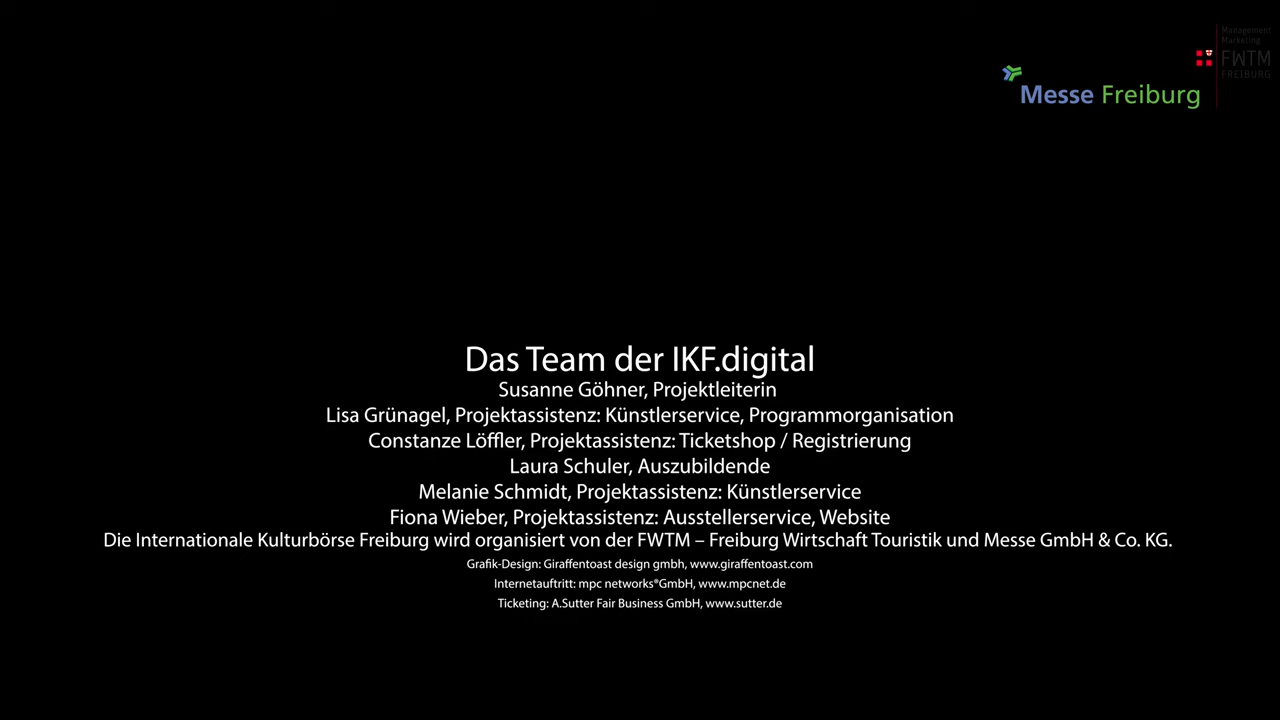 Management
Marketing
FWTM
FREIBURG
Messe Freiburg
Das Team der IKF.digital
Susanne Göhner, Projektleiterin
Lisa Grünagel, Projektassistenz: Künstlerservice, Programmorganisation
Constanze Löffler, Projektassistenz: Ticketshop / Registrierung
Laura Schuler, Auszubildende
Melanie Schmidt, Projektassistenz: Künstlerservice
Fiona Wieber, Projektassistenz: Ausstellerservice, Website
Die Internationale Kulturbörse Freiburg wird organisiert von der FWTM – Freiburg Wirtschaft Touristik und Messe GmbH & Co. KG.
Grafik-Design: Giraffentoast design gmbh, www.giraffentoast.com
Internetauftritt: mpc networks®GmbH, www.mpcnet.de
Ticketing: A.Sutter Fair Business GmbH, www.sutter.de